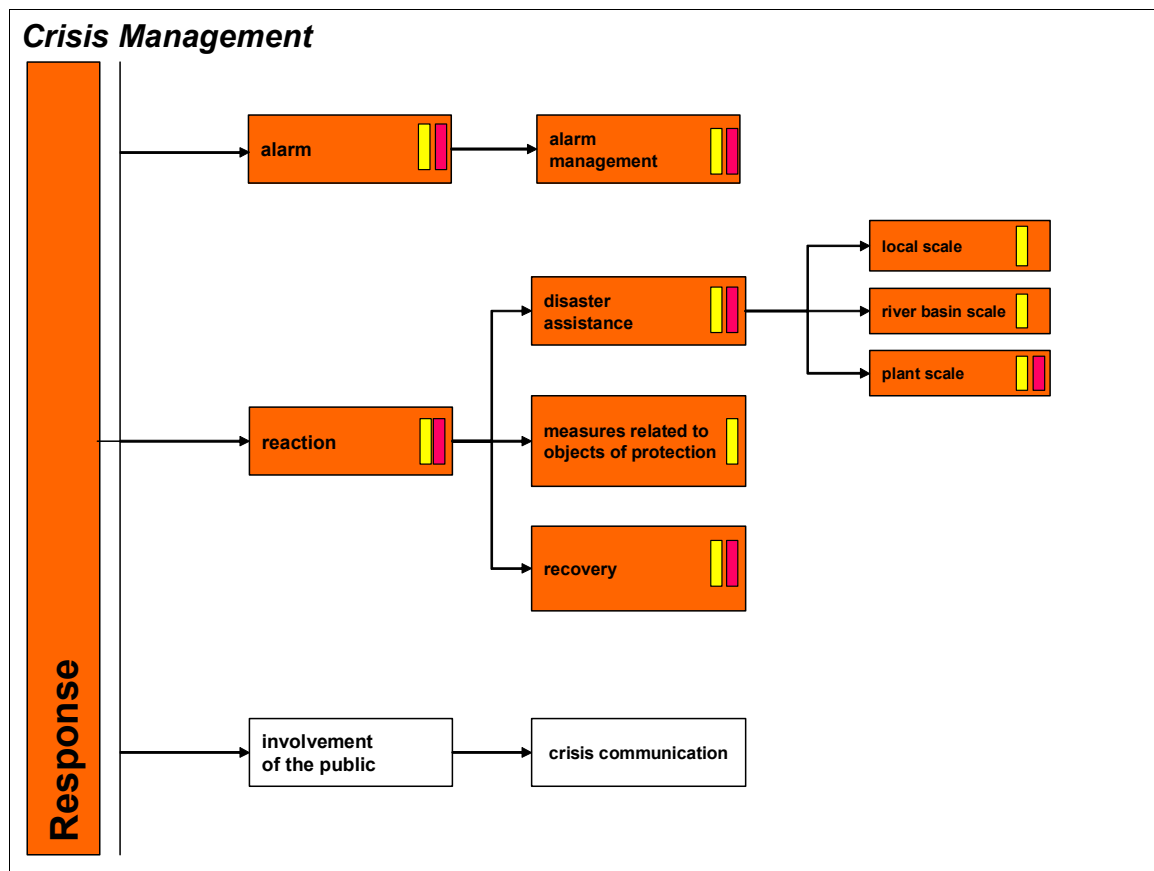 Crisis Management
Response
alarm
alarm
management
local scale
disaster
assistance
river basin scale
plant scale
reaction
measures related to
objects of protection
recovery
involvement
of the public
crisis communication